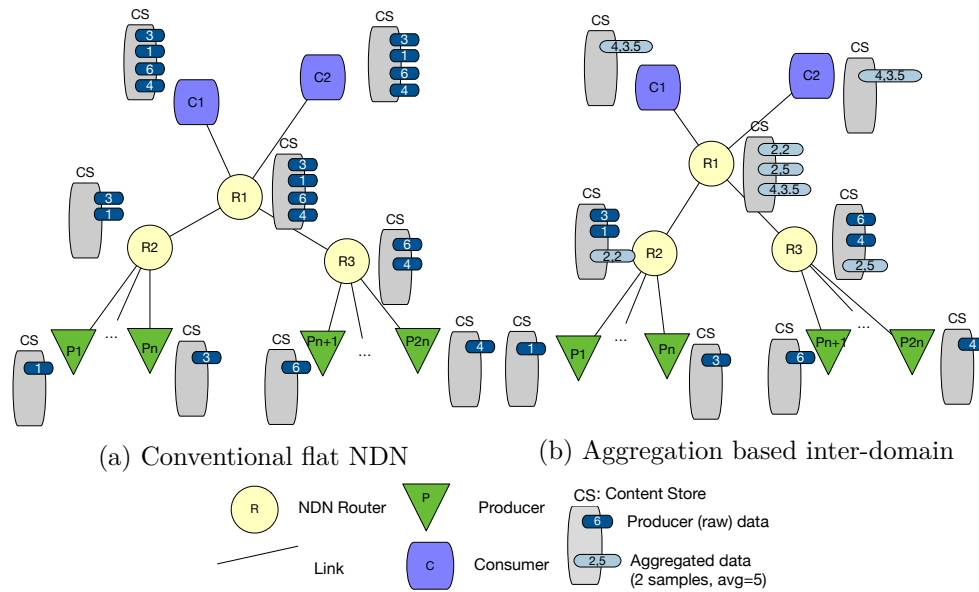 CS
3
1
6
4
C1
C2
CS
3
1
6
4
CS
3
1
6
4
R1
CS
3
1
R2
CS
6
4
R3
P1
...
Pn
Pn+1
...
P2n
CS
1
CS
3
CS
6
CS
4
(a) Conventional flat NDN
CS
4,3.5
C1
C2
CS
4,3.5
R1
CS
2,2
2,5
4,3.5
CS
3
1
2,2
R2
R3
CS
6
4
2,5
P1
...
Pn
Pn+1
...
P2n
CS
1
CS
3
CS
6
CS
4
(b) Aggregation based inter-domain
R
NDN Router
P
Producer
CS: Content Store
6
Producer (raw) data
Link
C
Consumer
2,5
Aggregated data
(2 samples, avg=5)